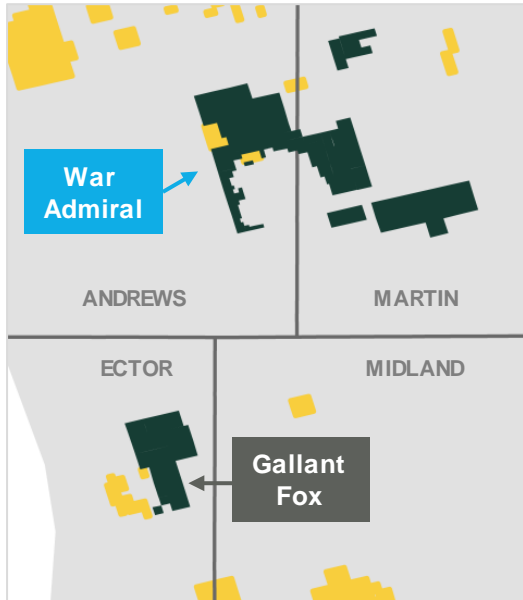 War
Admiral
ANDREWS
MARTIN
ECTOR
MIDLAND
Gallant
Fox